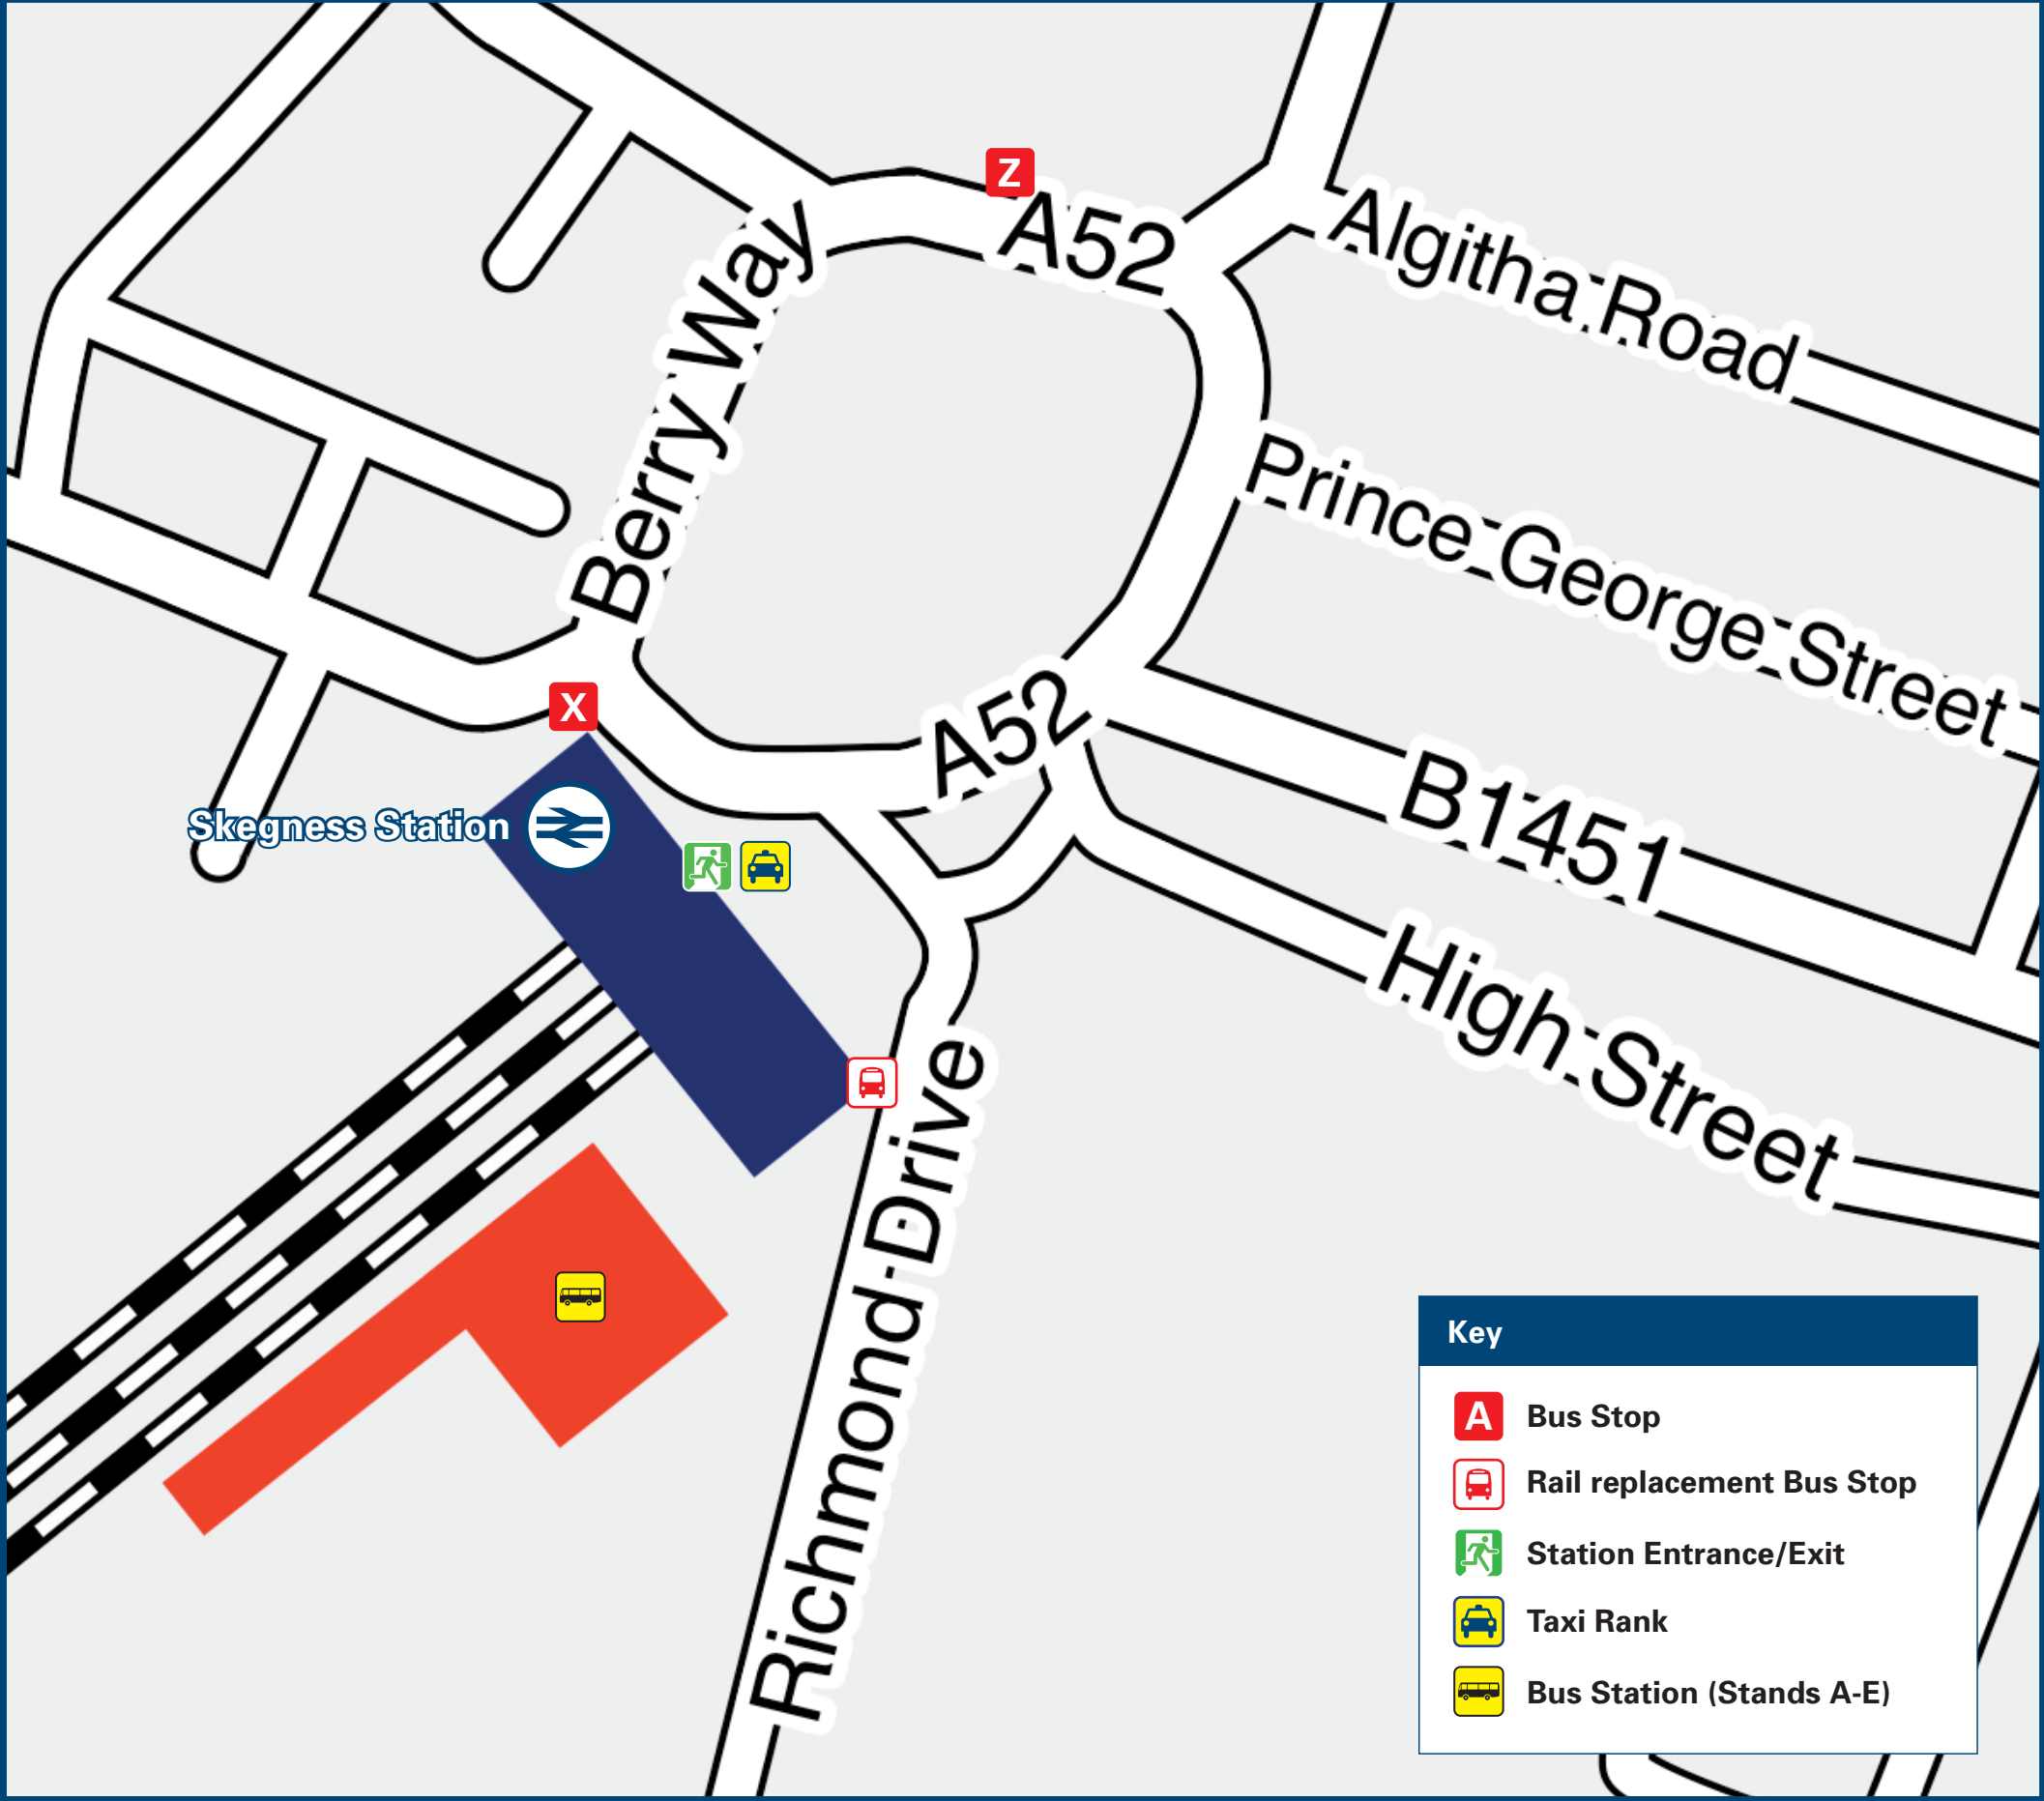 Z
A52
Algitha Road
Berry Way
Prince George Street
X
A52
B1451
Skegness Station
High Street
Richmond Drive
Key
A Bus Stop
Rail replacement Bus Stop
Station Entrance/Exit
Taxi Rank
Bus Station (Stands A-E)